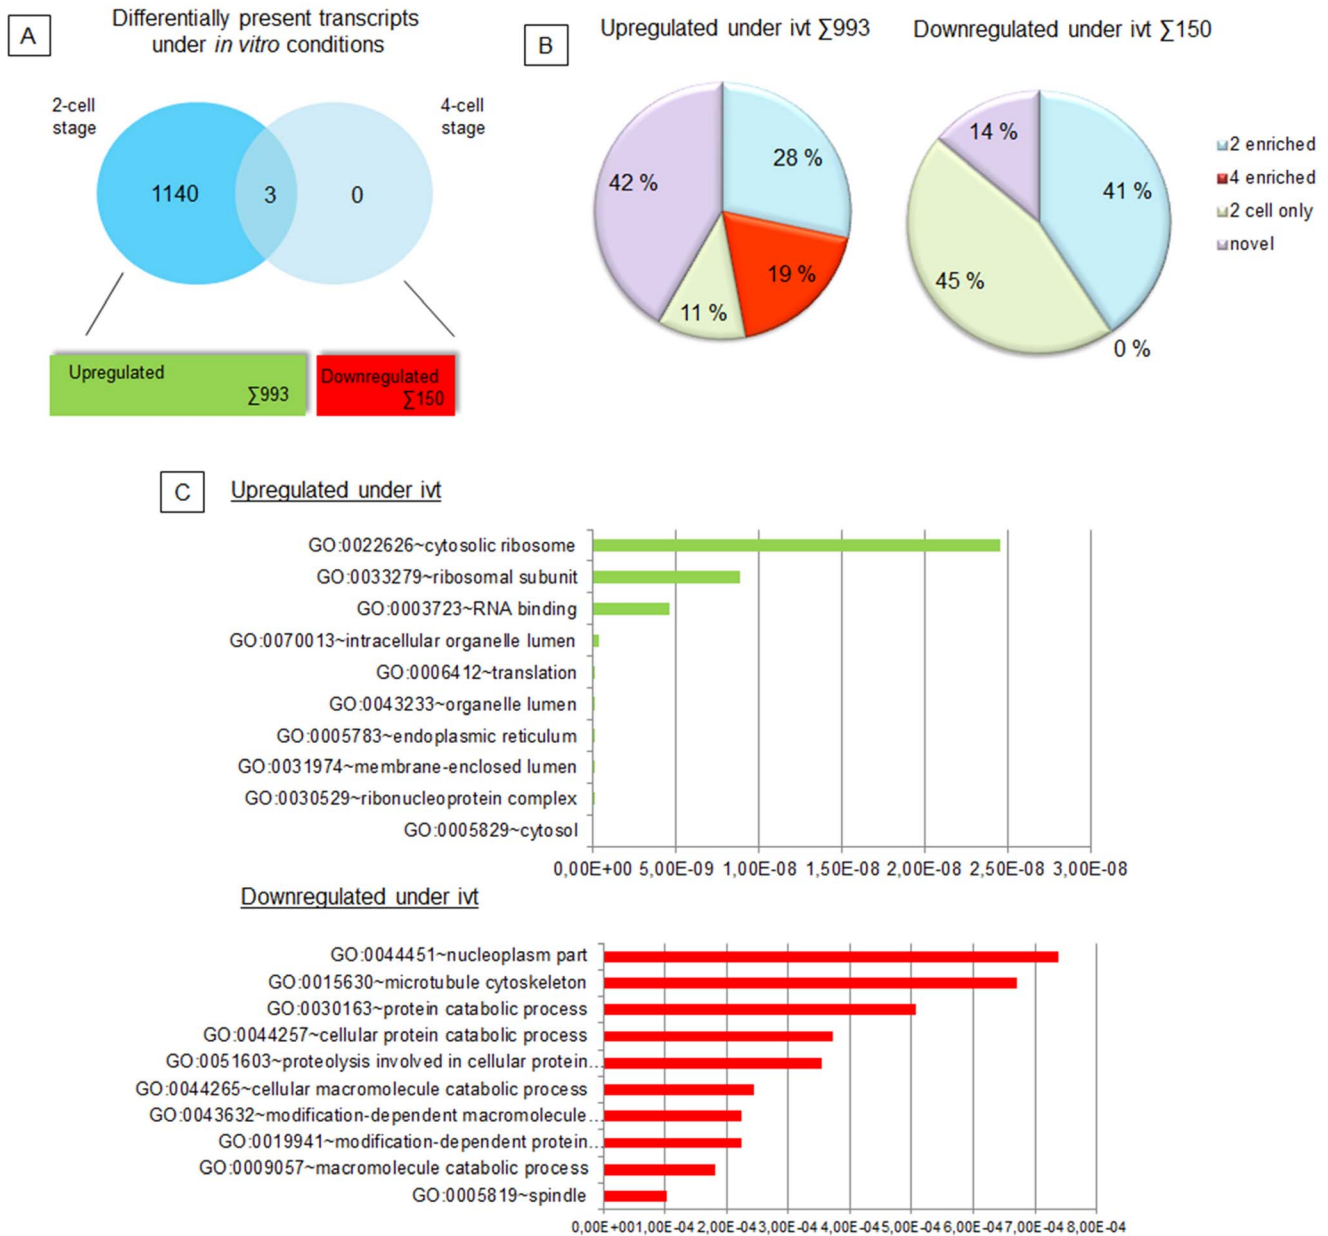 A
Differentially present transcripts
under in vitro conditions
2-cell
stage
4-cell
stage
1140
3
0
Upregulated
∑993
Downregulated
∑150
B
Upregulated under ivt ∑993
Downregulated under ivt ∑150
28 %
19 %
11 %
42 %
14 %
41 %
45 %
0 %
2 enriched
4 enriched
2 cell only
novel
C
Upregulated under ivt
GO:0022626~cytosolic ribosome
GO:0033279~ribosomal subunit
GO:0003723~RNA binding
GO:0070013~intracellular organelle lumen
GO:0006412~translation
GO:0043233~organelle lumen
GO:0005783~endoplasmic reticulum
GO:0031974~membrane-enclosed lumen
GO:0030529~ribonucleoprotein complex
GO:0005829~cytosol
0,00E+00 5,00E-09 1,00E-08 1,50E-08 2,00E-08 2,50E-08 3,00E-08
Downregulated under ivt
GO:0044451~nucleoplasm part
GO:0015630~microtubule cytoskeleton
GO:0030163~protein catabolic process
GO:0044257~cellular protein catabolic process
GO:0051603~proteolysis involved in cellular protein...
GO:0044265~cellular macromolecule catabolic process
GO:0043632~modification-dependent macromolecule...
GO:0019941~modification-dependent protein...
GO:0009057~macromolecule catabolic process
GO:0005819~spindle
0,00E+001,00E-042,00E-043,00E-044,00E-045,00E-046,00E-047,00E-048,00E-04